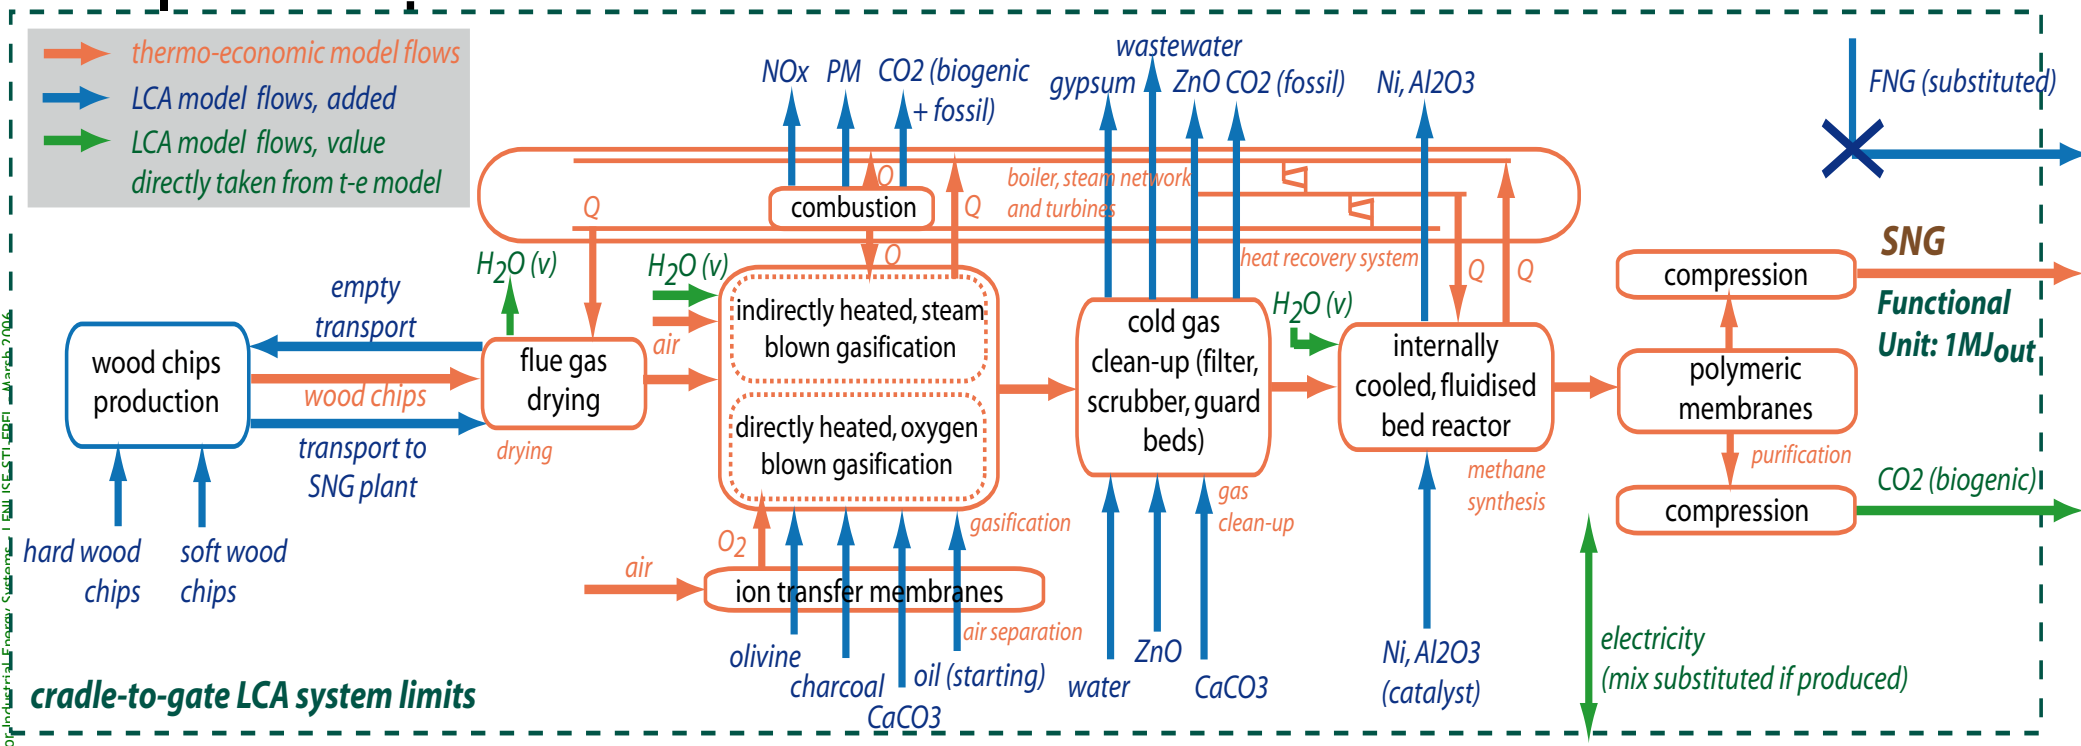 thermo-economic model flows
LCA model flows, added
LCA model flows, value
directly taken from t-e model
NOx
PM
CO2 (biogenic
+ fossil)
wastewater
gypsum
ZnO
CO2 (fossil)
Ni, Al2O3
FNG (substituted)
boiler, steam network
and turbines
combustion
Q
Q
Q
Q
heat recovery system
Q
Q
H2O (v)
H2O (v)
H2O (v)
air
empty
transport
wood chips
production
wood chips
transport to
SNG plant
hard wood
chips
soft wood
chips
flue gas
drying
drying
indirectly heated, steam
blown gasification
directly heated, oxygen
blown gasification
gasification
O2
air
ion transfer membranes
air separation
olivine
charcoal
CaCO3
oil (starting)
cold gas
clean-up (filter,
scrubber, guard
beds)
gas
clean-up
water
ZnO
CaCO3
internally
cooled, fluidised
bed reactor
methane
synthesis
Ni, Al2O3
(catalyst)
compression
SNG
Functional
Unit: 1MJout
polymeric
membranes
purification
compression
CO2 (biogenic)
electricity
(mix substituted if produced)
cradle-to-gate LCA system limits